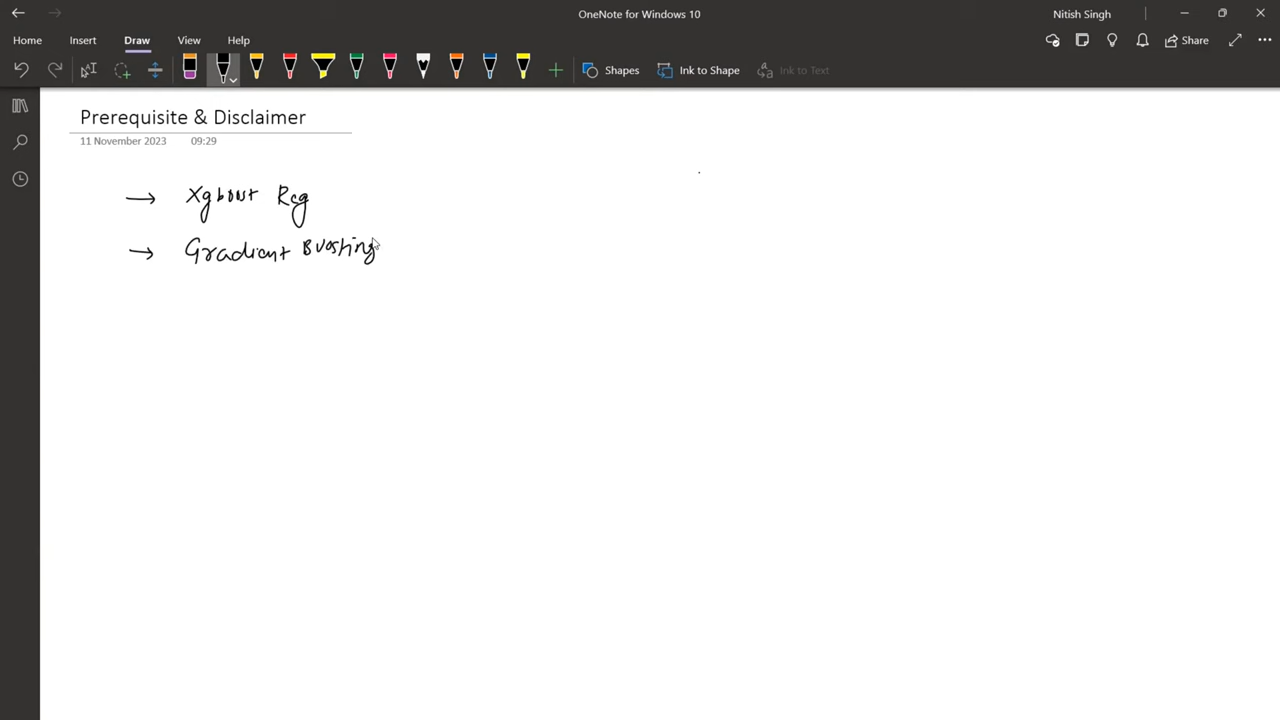 OneNote for Windows 10
Nitish Singh
Home Insert Draw View Help
Share
Shapes Ink to Shape Ink to Text
Prerequisite & Disclaimer
11 November 2023 09:29
→ Xgboost Reg
→ Gradient Boosting